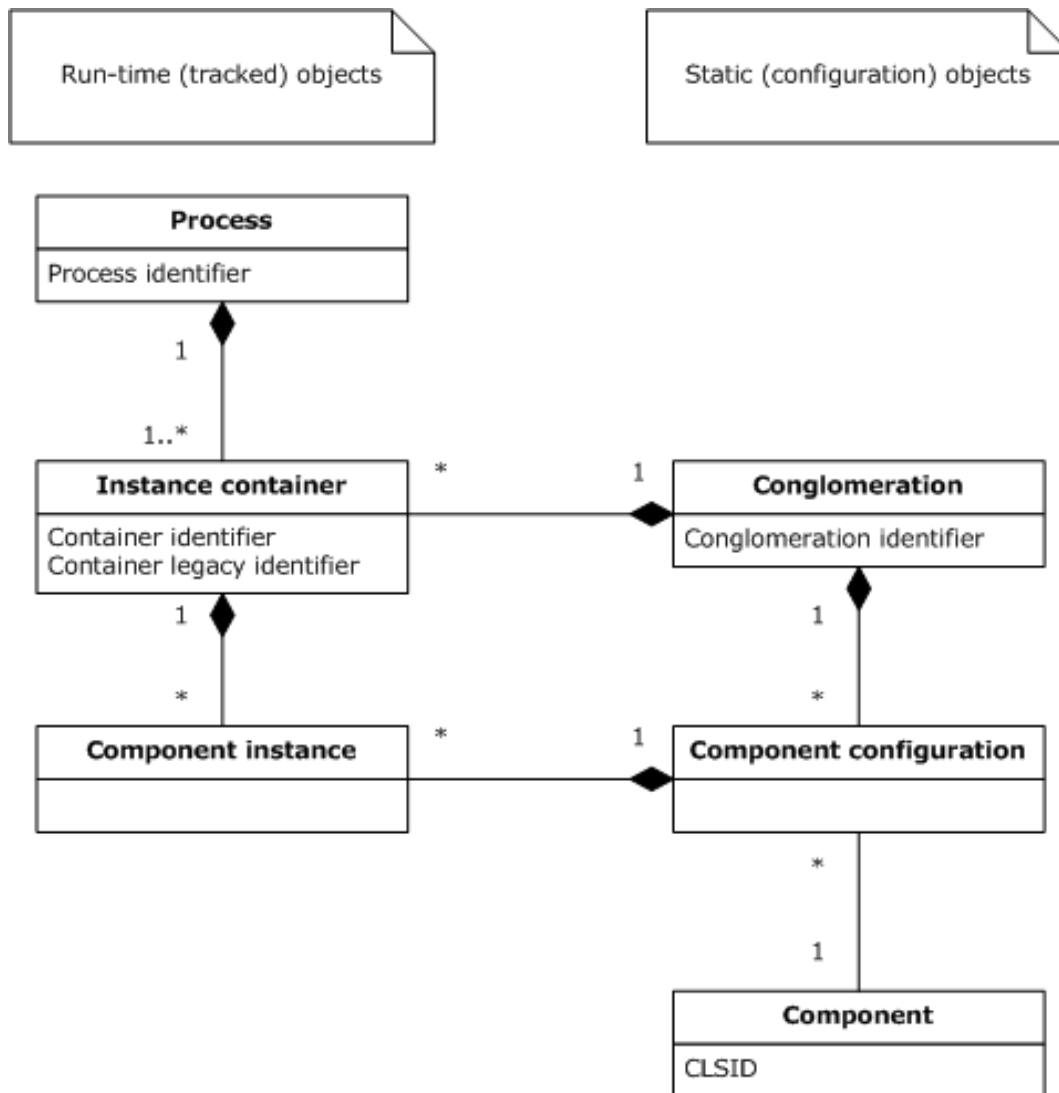 Run-time (tracked) objects
Static (configuration) objects
Process
Process identifier
1
1..*
Instance container
Container identifier
Container legacy identifier
*
1
Conglomeration
Conglomeration identifier
1
*
1
*
Component instance
*
1
Component configuration
*
1
Component
CLSID